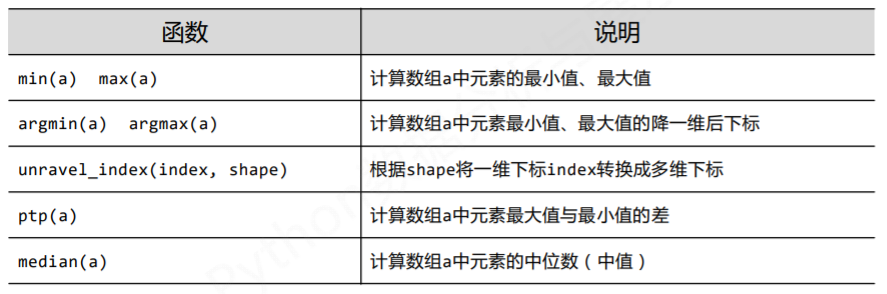 函数 说明
min(a) max(a) 计算数组a中元素的最小值、最大值
argmin(a) argmax(a) 计算数组a中元素最小值、最大值的降一维后下标
unravel_index(index, shape) 根据shape将一维下标index转换成多维下标
ptp(a) 计算数组a中元素最大值与最小值的差
median(a) 计算数组a中元素的中位数（中值）